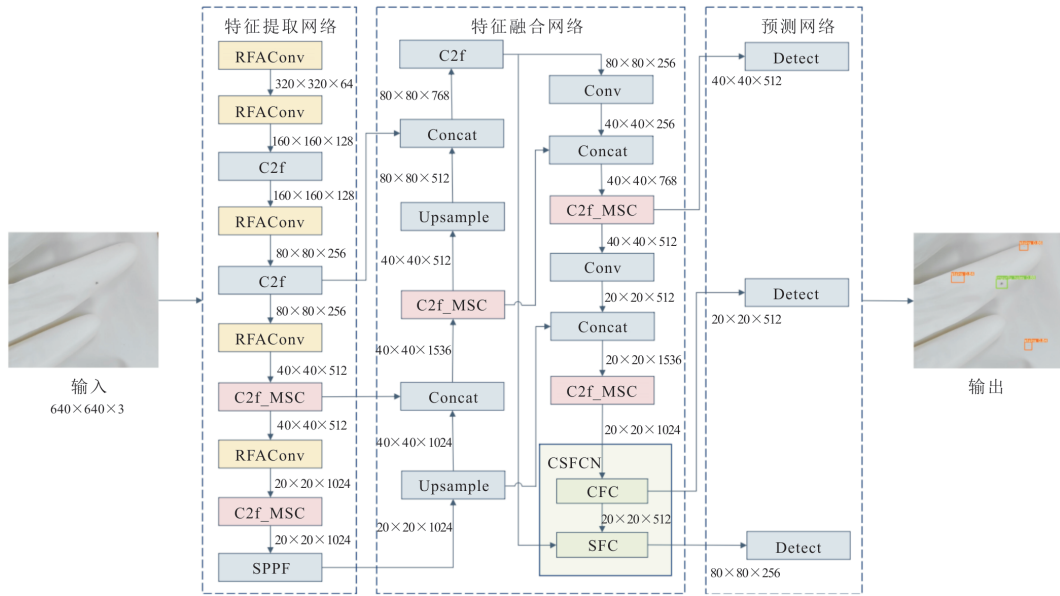 特征提取网络
RFAConv
320×320×64
RFAConv
160×160×128
C2f
160×160×128
RFAConv
80×80×256
C2f
80×80×256
RFAConv
40×40×512
C2f_MSC
40×40×512
RFAConv
20×20×1024
C2f_MSC
20×20×1024
SPPF
输入
640×640×3
特征融合网络
C2f
80×80×768
Concat
80×80×512
Upsample
40×40×512
C2f_MSC
40×40×1536
Concat
40×40×1024
Upsample
20×20×1024
80×80×256
Conv
40×40×256
Concat
40×40×768
C2f_MSC
40×40×512
Conv
20×20×512
Concat
20×20×1536
C2f_MSC
20×20×1024
CSFCN
CFC
20×20×512
SFC
预测网络
Detect
40×40×512
Detect
20×20×512
Detect
80×80×256
输出